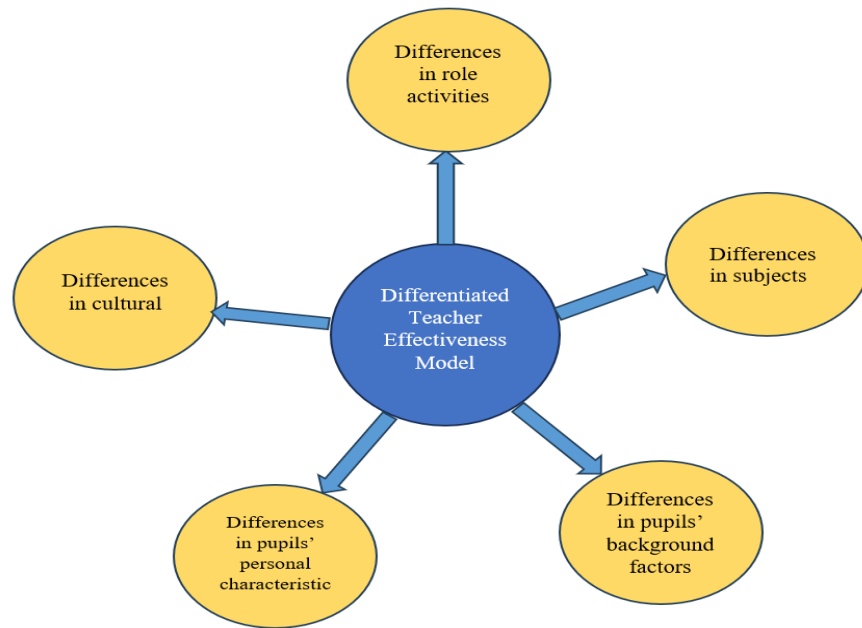 Differences
in role
activities
Differences
in cultural
Differentiated
Teacher
Effectiveness
Model
Differences
in subjects
Differences
in pupils'
personal
characteristic
Differences
in pupils'
background
factors